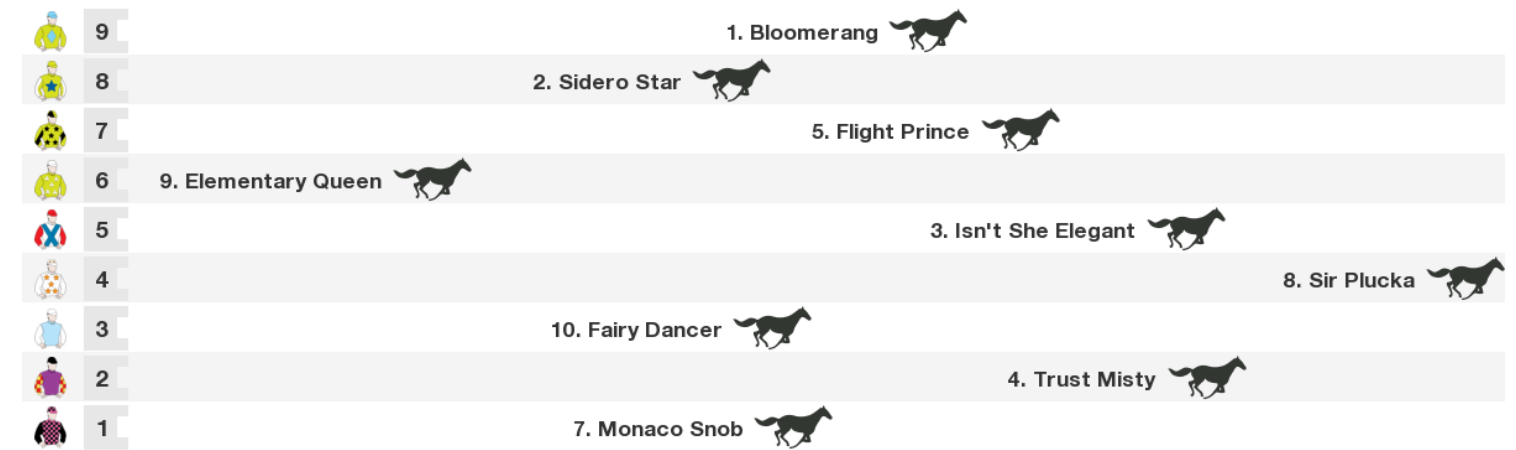 9 1. Bloomerang
8 2. Sidero Star
7 5. Flight Prince
6 9. Elementary Queen
5 3. Isn't She Elegant
4 8. Sir Plucka
3 10. Fairy Dancer
2 4. Trust Misty
1 7. Monaco Snob